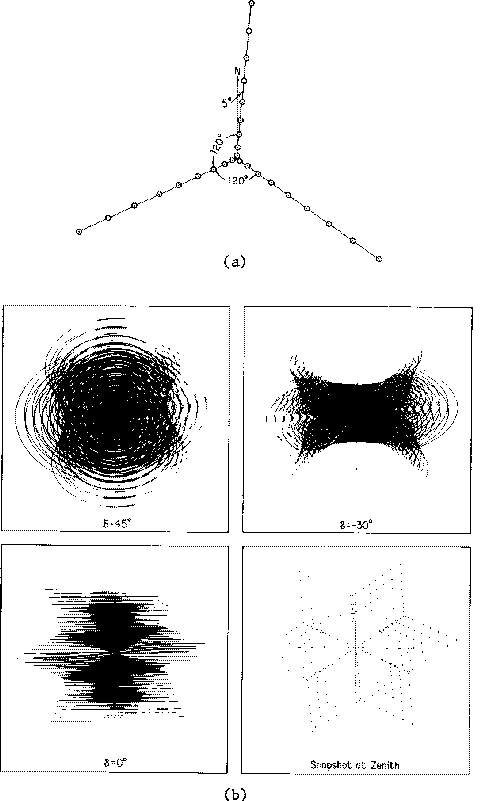 N
5°
120°
120°
(a)
δ=45°
δ=-30°
δ=0°
Snapshot at Zenith
(b)